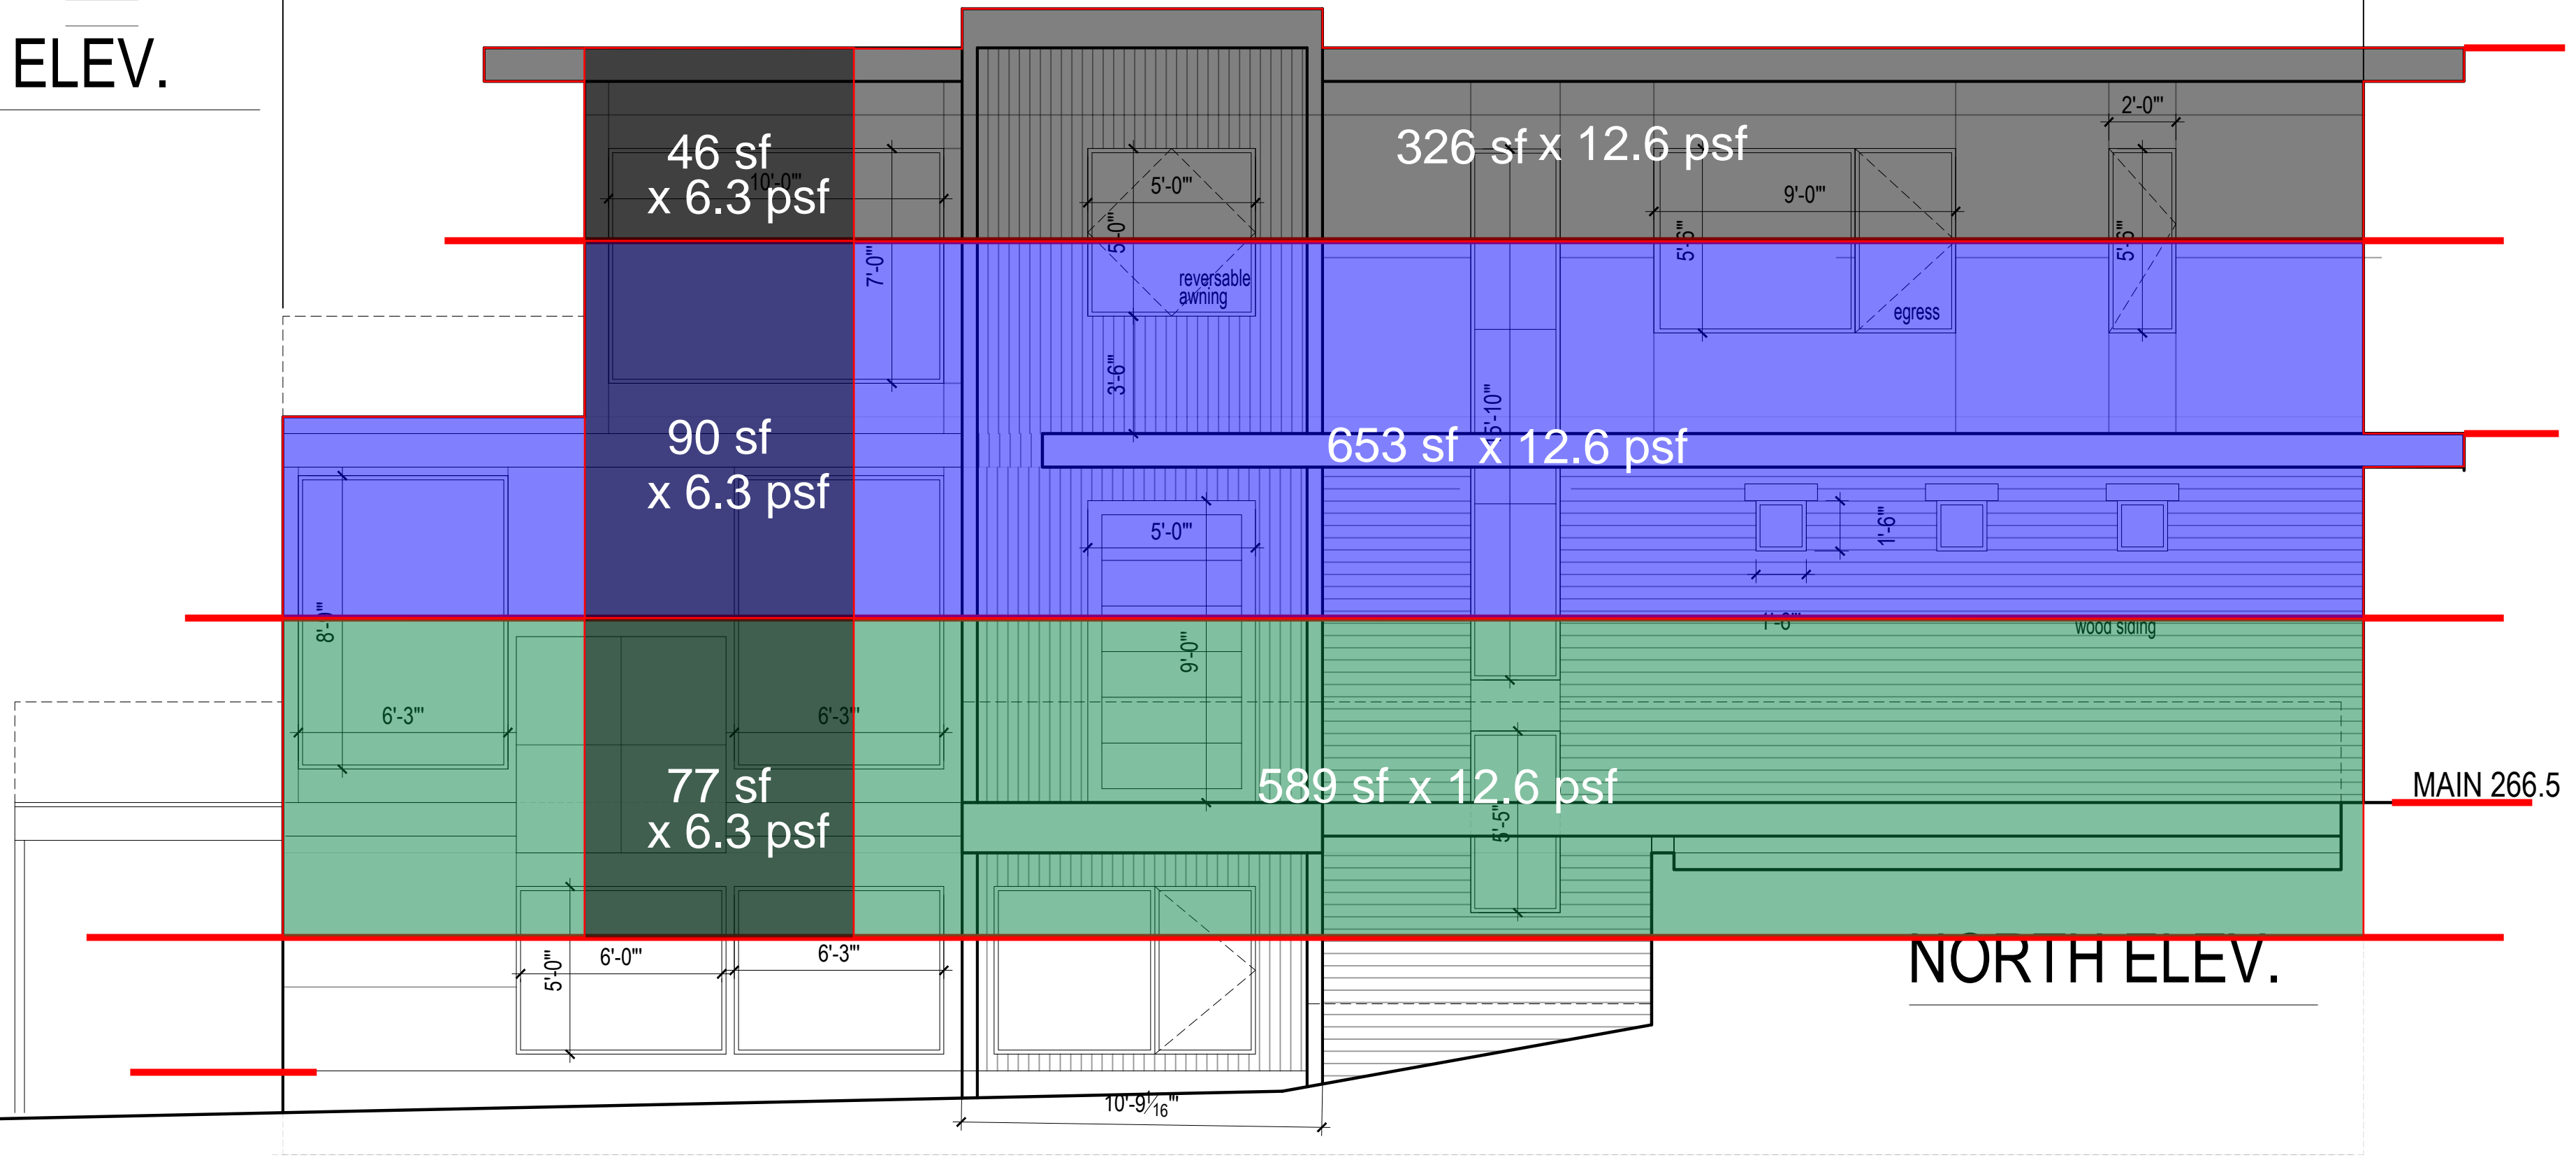 ELEV.
2'-0"'
46 sf
x 6.3 psf
10'-0"'
326 sf x 12.6 psf
5'-0"'
9'-0"'
5'-0"'
5'-6"'
5'-6"'
7'-0"'
reversable
awning
egress
3'-6"'
90 sf
653 sf x 12.6 psf
x 6.3 psf
5'-0"'
1'-6"'
8'-0"'
1'-6"'
wood siding
9'-0"'
6'-3"'
6'-3"'
77 sf
589 sf x 12.6 psf
MAIN 266.5
x 6.3 psf
5'-5"
5'-0"'
6'-0"'
6'-3"'
NORTH ELEV.
10'-9 1/16"'